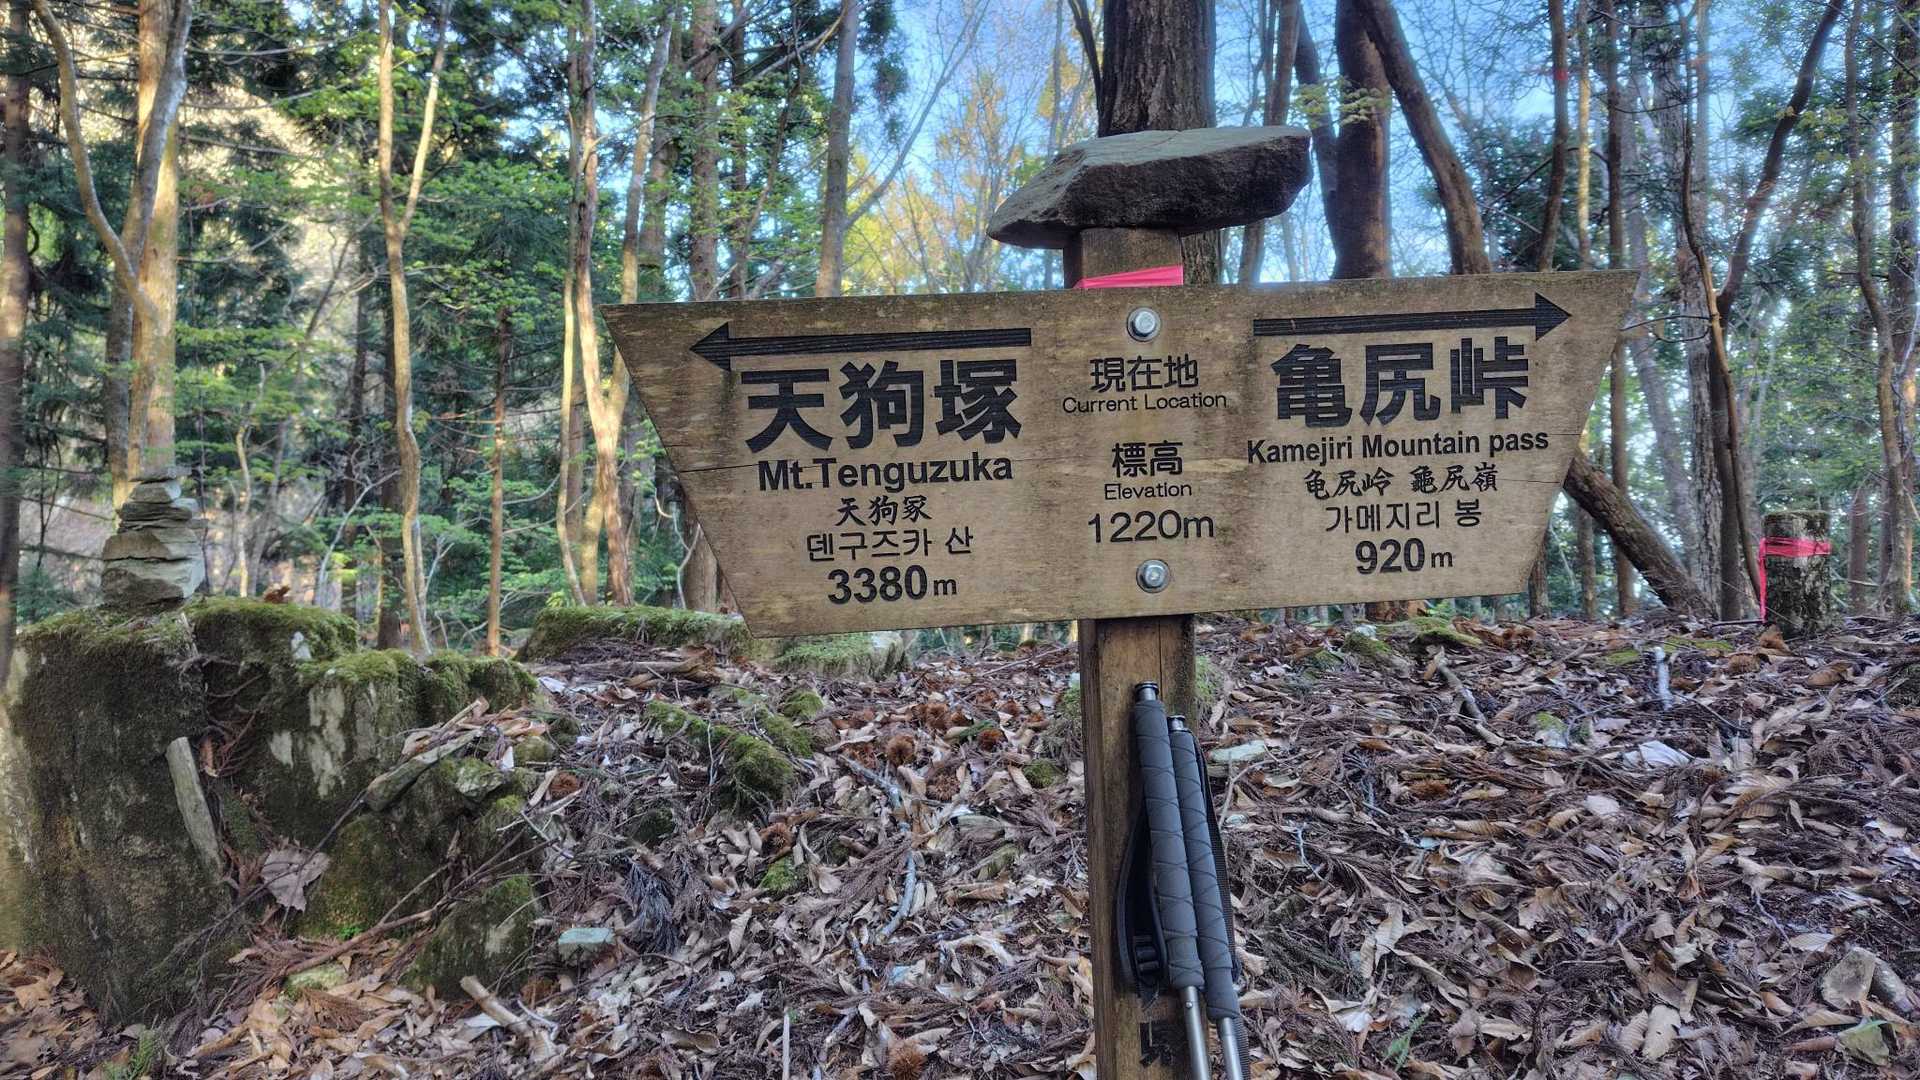 天狗塚
Mt.Tenguzuka
天狗冢
덴구즈카 산
3380m
現在地
Current Location
標高
Elevation
1220m
亀尻峠
Kamejiri Mountain pass
龟尻岭 龜尻嶺
가메지리 봉
920m